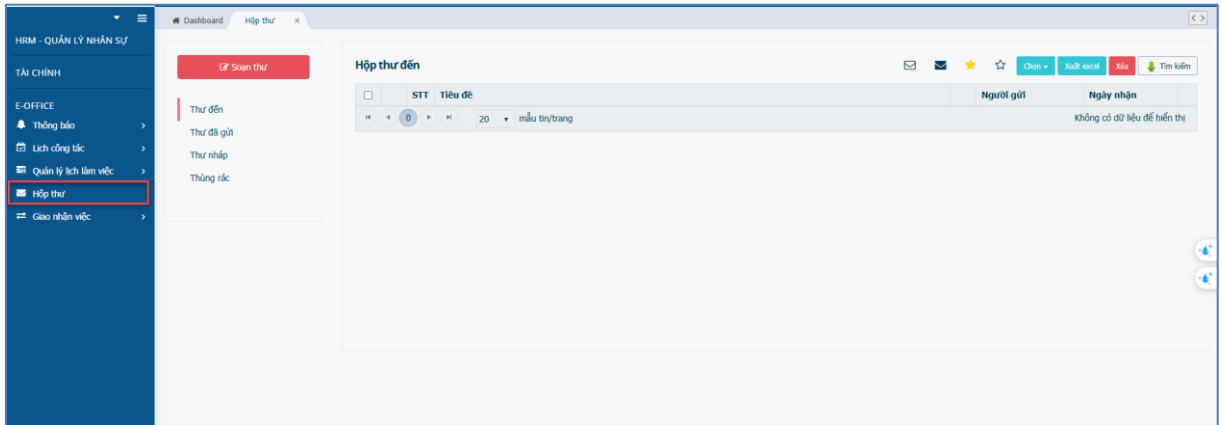 Dashboard Hộp thư ×
HRM - QUẢN LÝ NHÂN SỰ
TÀI CHÍNH
E-OFFICE
Thông báo
Lịch công tác
Quản lý lịch làm việc
Hộp thư
Giao nhận việc
Soạn thư
Thư đến
Thư đã gửi
Thư nháp
Thùng rác
Hộp thư đến
Chọn Xuất excel Xóa Tìm kiếm
STT Tiêu đề Người gửi Ngày nhận
0 20 mẫu tin/trang Không có dữ liệu để hiển thị